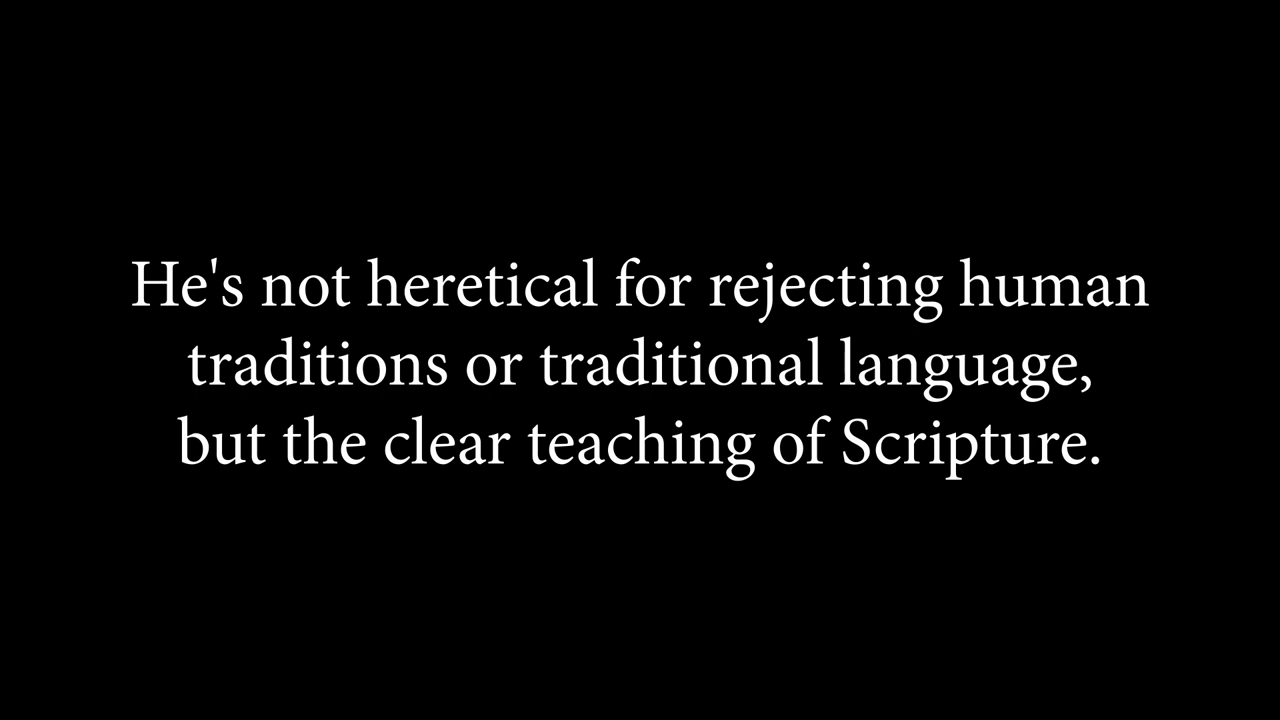 He's not heretical for rejecting human
traditions or traditional language,
but the clear teaching of Scripture.